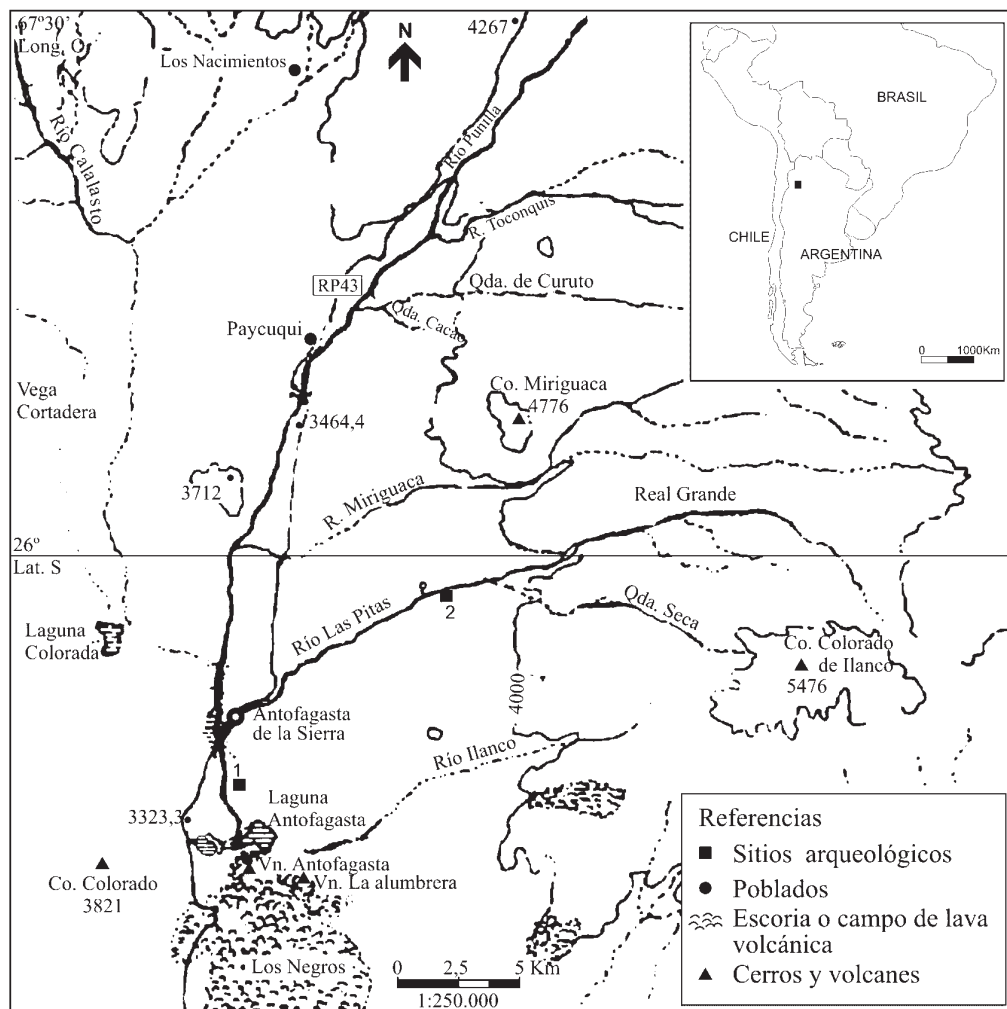 67º30'
Long. O
Los Nacimientos
4267
N
Río Calalasto
Río Punilla
R. Toconquis
RP43
Qda. de Curuto
Qda. Cacao
Paycuqui
Vega
Cortadera
Co. Miriguaca
4776
3464,4
3712
R. Miriguaca
Real Grande
26º
Lat. S
Río Las Pitas
2
Qda. Seca
Laguna
Colorada
Co. Colorado
de Ilanco
5476
4000
Antofagasta
de la Sierra
Río Ilanco
1
Laguna
Antofagasta
3323,3
Vn. Antofagasta
Vn. La alumbrera
Co. Colorado
3821
Los Negros
0 2,5 5 Km
1:250.000
BRASIL
CHILE
ARGENTINA
0 1000Km
Referencias
Sitios arqueológicos
Poblados
Escoria o campo de lava
volcánica
Cerros y volcanes